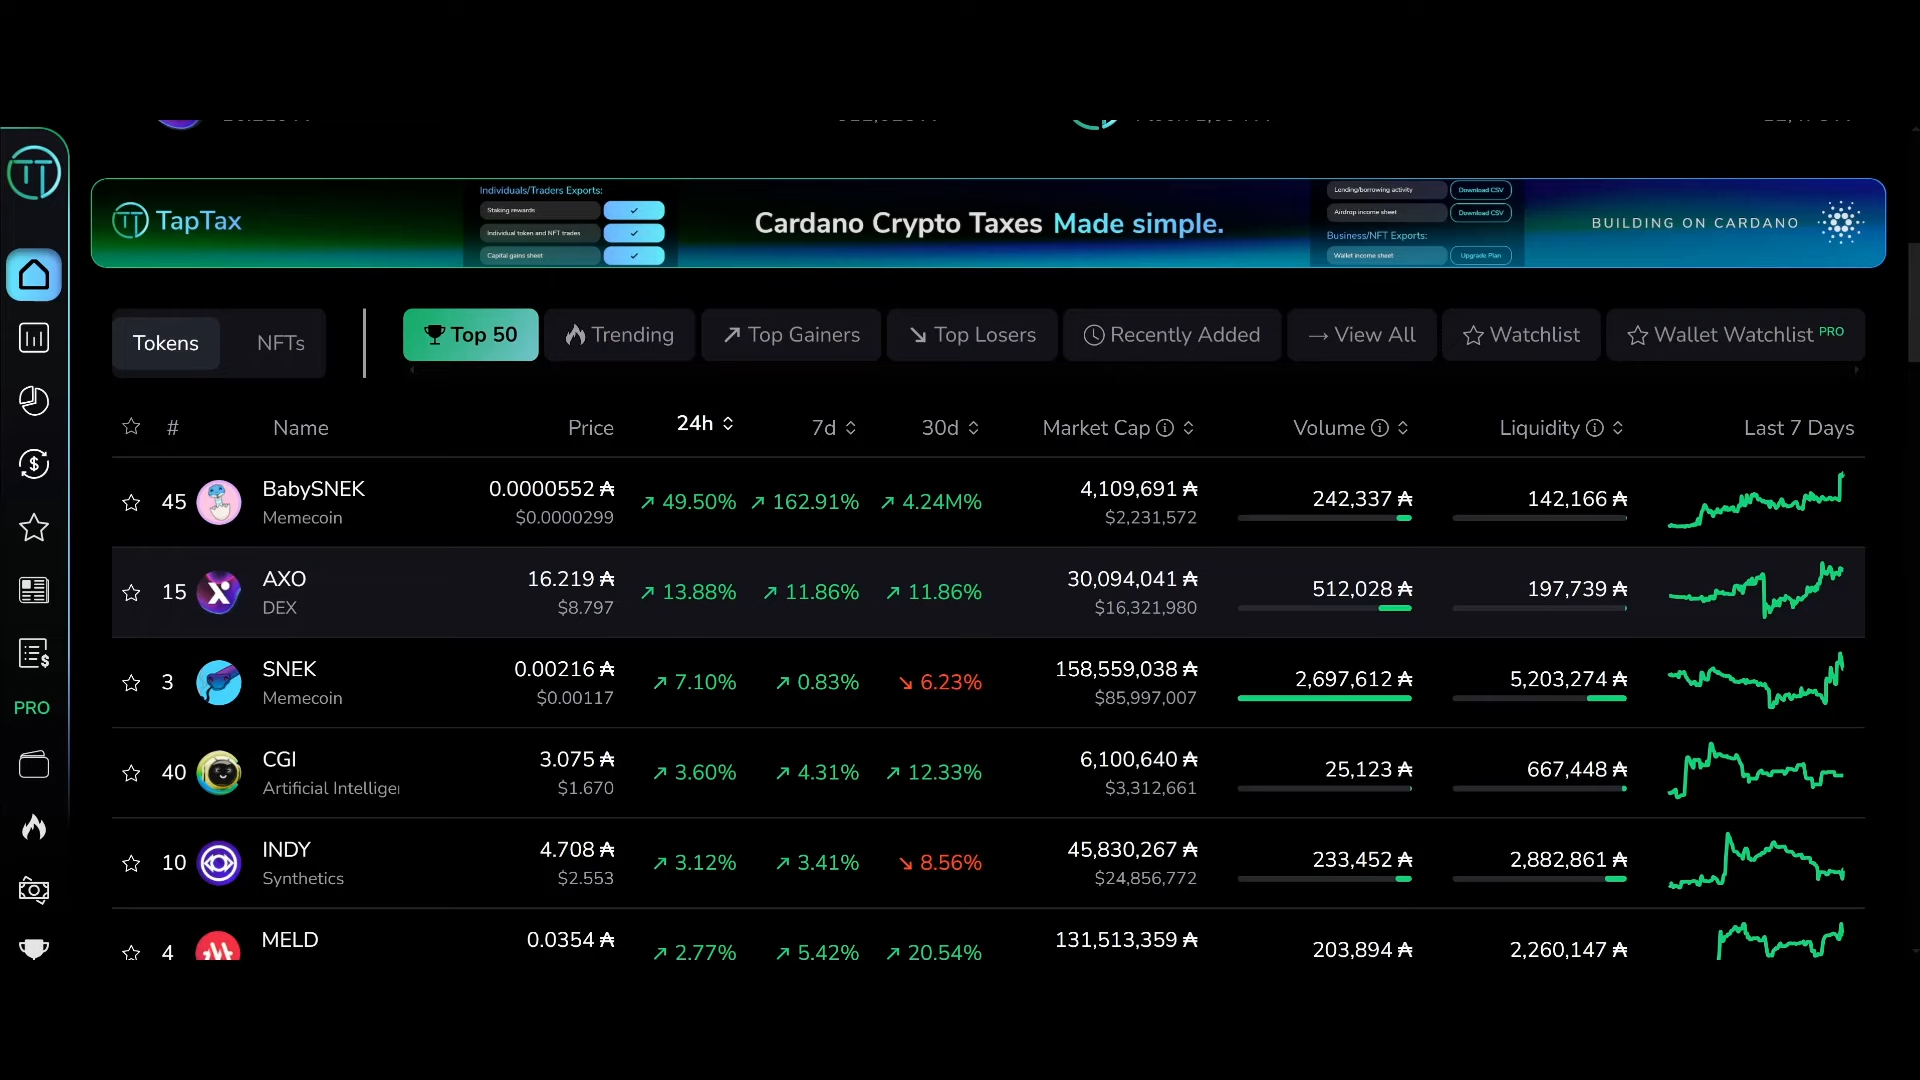 TapTax
Individuals/Traders Exports:
Staking rewards
Individual token and NFT trades
Capital gains sheet
Cardano Crypto Taxes Made simple.
Lending/borrowing activity Download CSV
Airdrop income sheet Download CSV
Business/NFT Exports:
Wallet income sheet Upgrade Plan
BUILDING ON CARDANO
Tokens NFTs Top 50 Trending Top Gainers Top Losers Recently Added View All Watchlist Wallet Watchlist PRO
# Name Price 24h 7d 30d Market Cap Volume Liquidity Last 7 Days
45 BabySNEK 0.0000552 ₳ 49.50% 162.91% 4.24M% 4,109,691 ₳ 242,337 ₳ 142,166 ₳
Memecoin $0.0000299 $2,231,572
15 AXO 16.219 ₳ 13.88% 11.86% 11.86% 30,094,041 ₳ 512,028 ₳ 197,739 ₳
DEX $8.797 $16,321,980
3 SNEK 0.00216 ₳ 7.10% 0.83% 6.23% 158,559,038 ₳ 2,697,612 ₳ 5,203,274 ₳
Memecoin $0.00117 $85,997,007
PRO
40 CGI 3.075 ₳ 3.60% 4.31% 12.33% 6,100,640 ₳ 25,123 ₳ 667,448 ₳
Artificial Intellige $1.670 $3,312,661
10 INDY 4.708 ₳ 3.12% 3.41% 8.56% 45,830,267 ₳ 233,452 ₳ 2,882,861 ₳
Synthetics $2.553 $24,856,772
4 MELD 0.0354 ₳ 2.77% 5.42% 20.54% 131,513,359 ₳ 203,894 ₳ 2,260,147 ₳